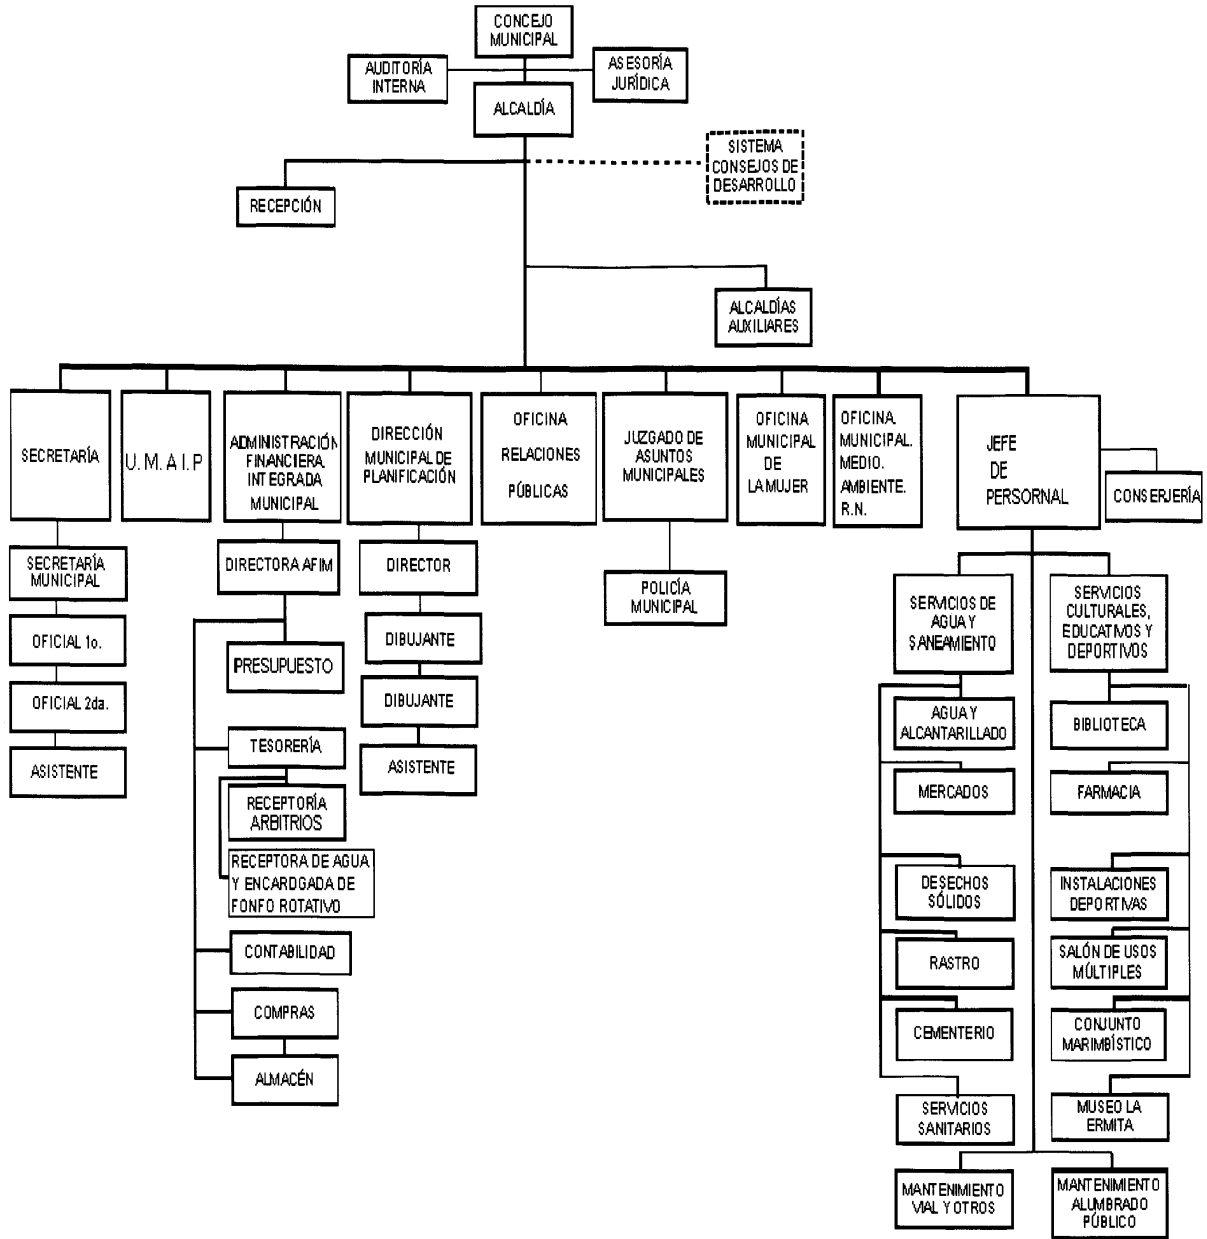 CONCEJO
MUNICIPAL
AUDITORÍA
INTERNA
ASESORÍA
JURÍDICA
ALCALDÍA
SISTEMA
CONSEJOS DE
DESARROLLO
RECEPCIÓN
ALCALDÍAS
AUXILIARES
SECRETARÍA
U.M.A.I.P
ADMINISTRACIÓN
FINANCIERA
INTEGRADA
MUNICIPAL
DIRECCIÓN
MUNICIPAL DE
PLANIFICACIÓN
OFICINA
RELACIONES
PÚBLICAS
JUZGADO DE
ASUNTOS
MUNICIPALES
OFICINA
MUNICIPAL
DE
LA MUJER
OFICINA
MUNICIPAL.
MEDIO.
AMBIENTE.
R.N.
JEFE
DE
PERSORNAL
CONSERJERÍA
SECRETARÍA
MUNICIPAL
OFICIAL 1o.
OFICIAL 2da.
ASISTENTE
DIRECTORA AFIM
PRESUPUESTO
TESORERÍA
RECEPTORÍA
ARBITRIOS
RECEPTORA DE AGUA
Y ENCARDGADA DE
FONFO ROTATIVO
CONTABILIDAD
COMPRAS
ALMACÉN
DIRECTOR
DIBUJANTE
DIBUJANTE
ASISTENTE
POLICÍA
MUNICIPAL
SERVICIOS DE
AGUA Y
SANEAMIENTO
AGUA Y
ALCANTARILLADO
MERCADOS
DESECHOS
SÓLIDOS
RASTRO
CEMENTERIO
SERVICIOS
SANITARIOS
SERVICIOS
CULTURALES,
EDUCATIVOS Y
DEPORTIVOS
BIBLIOTECA
FARMACIA
INSTALACIONES
DEPORTIVAS
SALÓN DE USOS
MÚLTIPLES
CONJUNTO
MARIMBÍSTICO
MUSEO LA
ERMITA
MANTENIMIENTO
VIAL Y OTROS
MANTENIMIENTO
ALUMBRADO
PÚBLICO